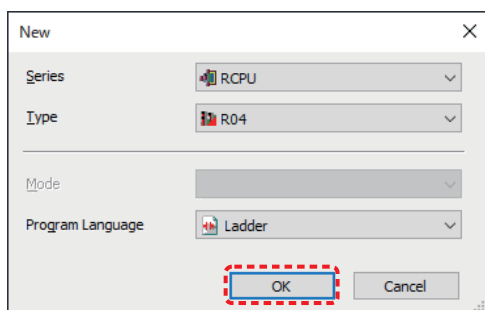 New
Series
RCPU
Type
R04
Mode
Program Language
Ladder
OK
Cancel